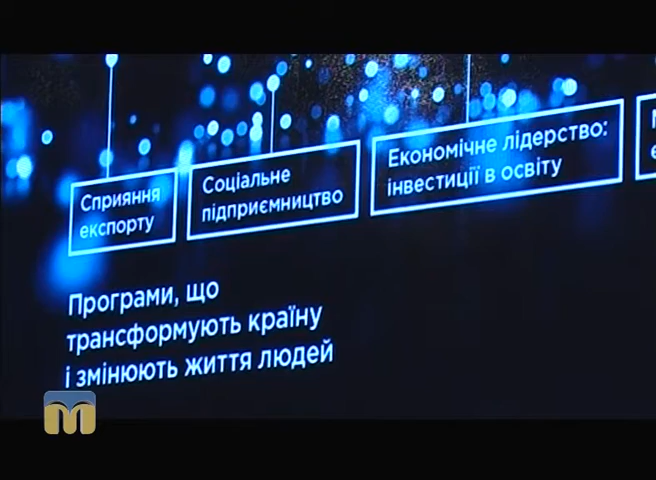 Сприяння
експорту
Соціальне
підприємництво
Економічне лідерство:
інвестиції в освіту
Програми, що
трансформують країну
і змінюють життя людей